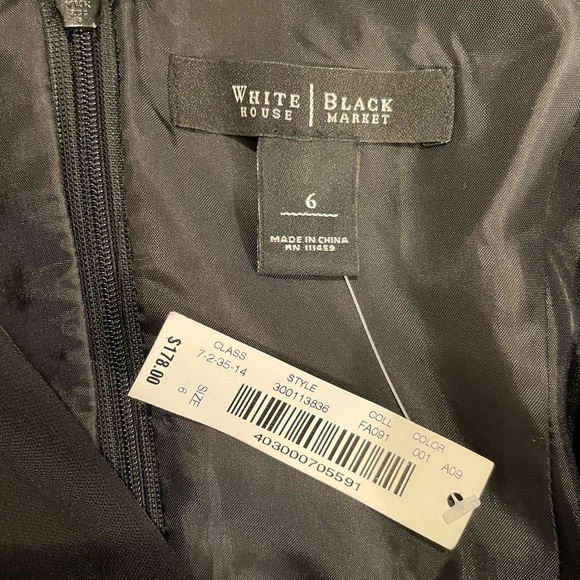 WHITE | BLACK
HOUSE | MARKET
6
MADE IN CHINA
RN 111459
$178.00
CLASS
7-2-35-14
SIZE
6
STYLE
300113836
COLL
FA091
COLOR
001 A09
403000705591